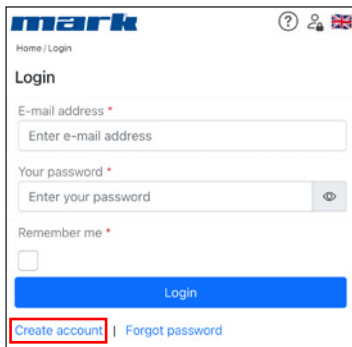 mark
Home / Login
Login
E-mail address *
Enter e-mail address
Your password *
Enter your password
Remember me *
Login
Create account | Forgot password